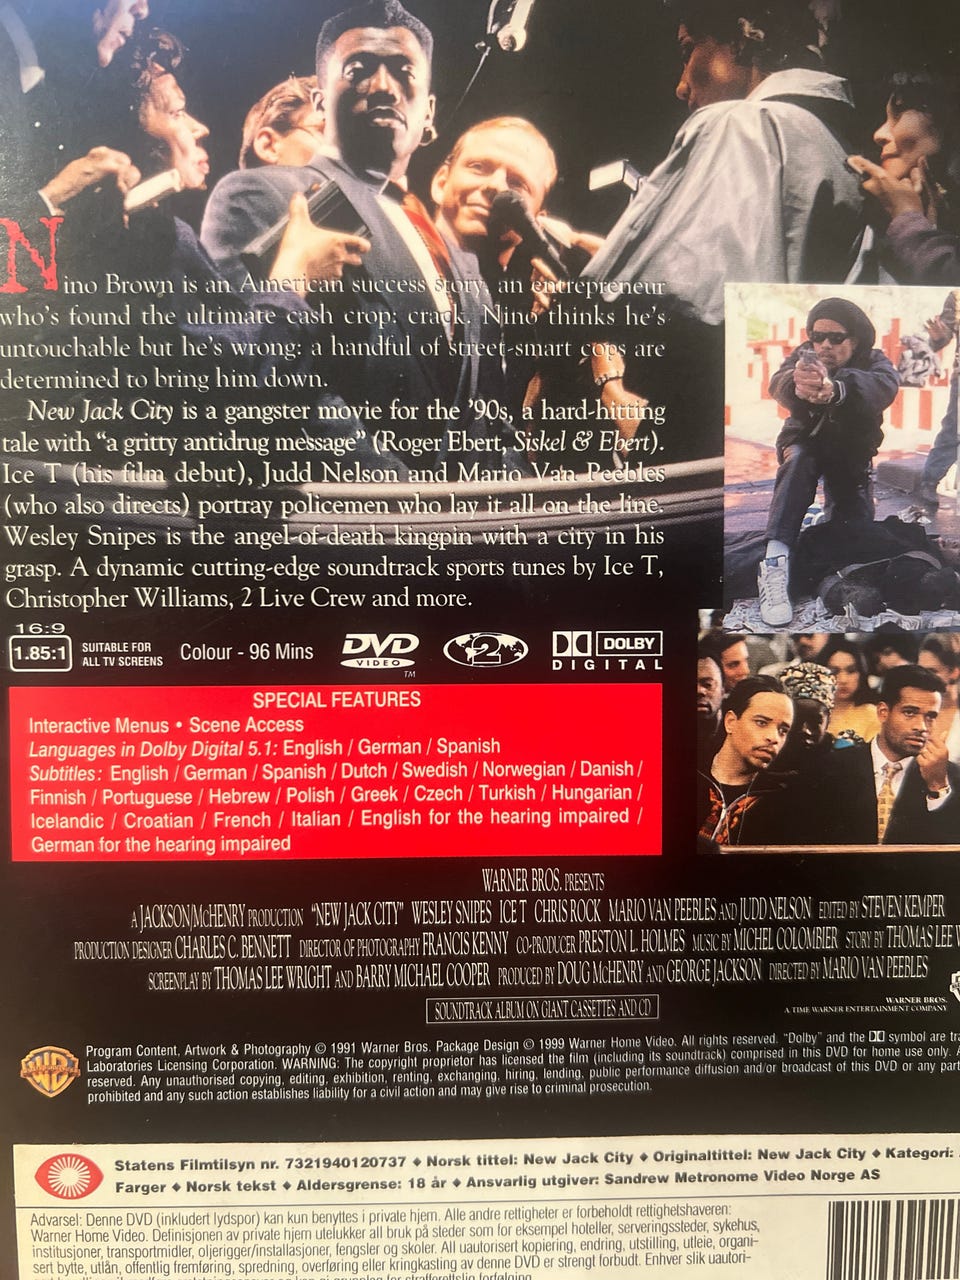 Nino Brown is an American success story, an entrepreneur
who's found the ultimate cash crop: crack. Nino thinks he's
untouchable but he's wrong: a handful of street-smart cops are
determined to bring him down.
New Jack City is a gangster movie for the '90s, a hard-hitting
tale with “a gritty antidrug message” (Roger Ebert, Siskel & Ebert).
Ice T (his film debut), Judd Nelson and Mario Van Peebles
(who also directs) portray policemen who lay it all on the line.
Wesley Snipes is the angel-of-death kingpin with a city in his
grasp. A dynamic cutting-edge soundtrack sports tunes by Ice T,
Christopher Williams, 2 Live Crew and more.
16:9
1.85:1
SUITABLE FOR
ALL TV SCREENS
Colour - 96 Mins
DVD
VIDEO
TM
2
DOLBY
DIGITAL
SPECIAL FEATURES
Interactive Menus • Scene Access
Languages in Dolby Digital 5.1: English / German / Spanish
Subtitles: English / German / Spanish / Dutch / Swedish / Norwegian / Danish /
Finnish / Portuguese / Hebrew / Polish / Greek / Czech / Turkish / Hungarian /
Icelandic / Croatian / French / Italian / English for the hearing impaired /
German for the hearing impaired
WARNER BROS. PRESENTS
A JACKSON/McHENRY PRODUCTION “NEW JACK CITY” WESLEY SNIPES ICE T CHRIS ROCK MARIO VAN PEEBLES AND JUDD NELSON EDITED BY STEVEN KEMPER
PRODUCTION DESIGNER CHARLES C. BENNETT DIRECTOR OF PHOTOGRAPHY FRANCIS KENNY CO-PRODUCER PRESTON L. HOLMES MUSIC BY MICHEL COLOMBIER STORY BY THOMAS LEE W
SCREENPLAY BY THOMAS LEE WRIGHT AND BARRY MICHAEL COOPER PRODUCED BY DOUG McHENRY AND GEORGE JACKSON DIRECTED BY MARIO VAN PEEBLES
SOUNDTRACK ALBUM ON GIANT CASSETTES AND CD
WARNER BROS.
A TIME WARNER ENTERTAINMENT COMPANY
Program Content, Artwork & Photography © 1991 Warner Bros. Package Design © 1999 Warner Home Video. All rights reserved. “Dolby” and the symbol are tra
Laboratories Licensing Corporation. WARNING: The copyright proprietor has licensed the film (including its soundtrack) comprised in this DVD for home use only. A
reserved. Any unauthorised copying, editing, exhibition, renting, exchanging, hiring, lending, public performance diffusion and/or broadcast of this DVD or any part
prohibited and any such action establishes liability for a civil action and may give rise to criminal prosecution.
Statens Filmtilsyn nr. 7321940120737 ♦ Norsk tittel: New Jack City ♦ Originaltittel: New Jack City ♦ Kategori:
Farger ♦ Norsk tekst ♦ Aldersgrense: 18 år ♦ Ansvarlig utgiver: Sandrew Metronome Video Norge AS
Advarsel: Denne DVD (inkludert lydspor) kan kun benyttes i private hjem. Alle andre rettigheter er forbeholdt rettighetshaveren:
Warner Home Video. Definisjonen av private hjem utelukker all bruk på steder som for eksempel hoteller, serveringssteder, sykehus,
institusjoner, transportmidler, oljerigger/installasjoner, fengsler og skoler. All uautorisert kopiering, endring, utstilling, utleie, organi-
sert bytte, utlån, offentlig fremføring, spredning, overføring eller kringkasting av denne DVD er strengt forbudt. Enhver slik uautori-